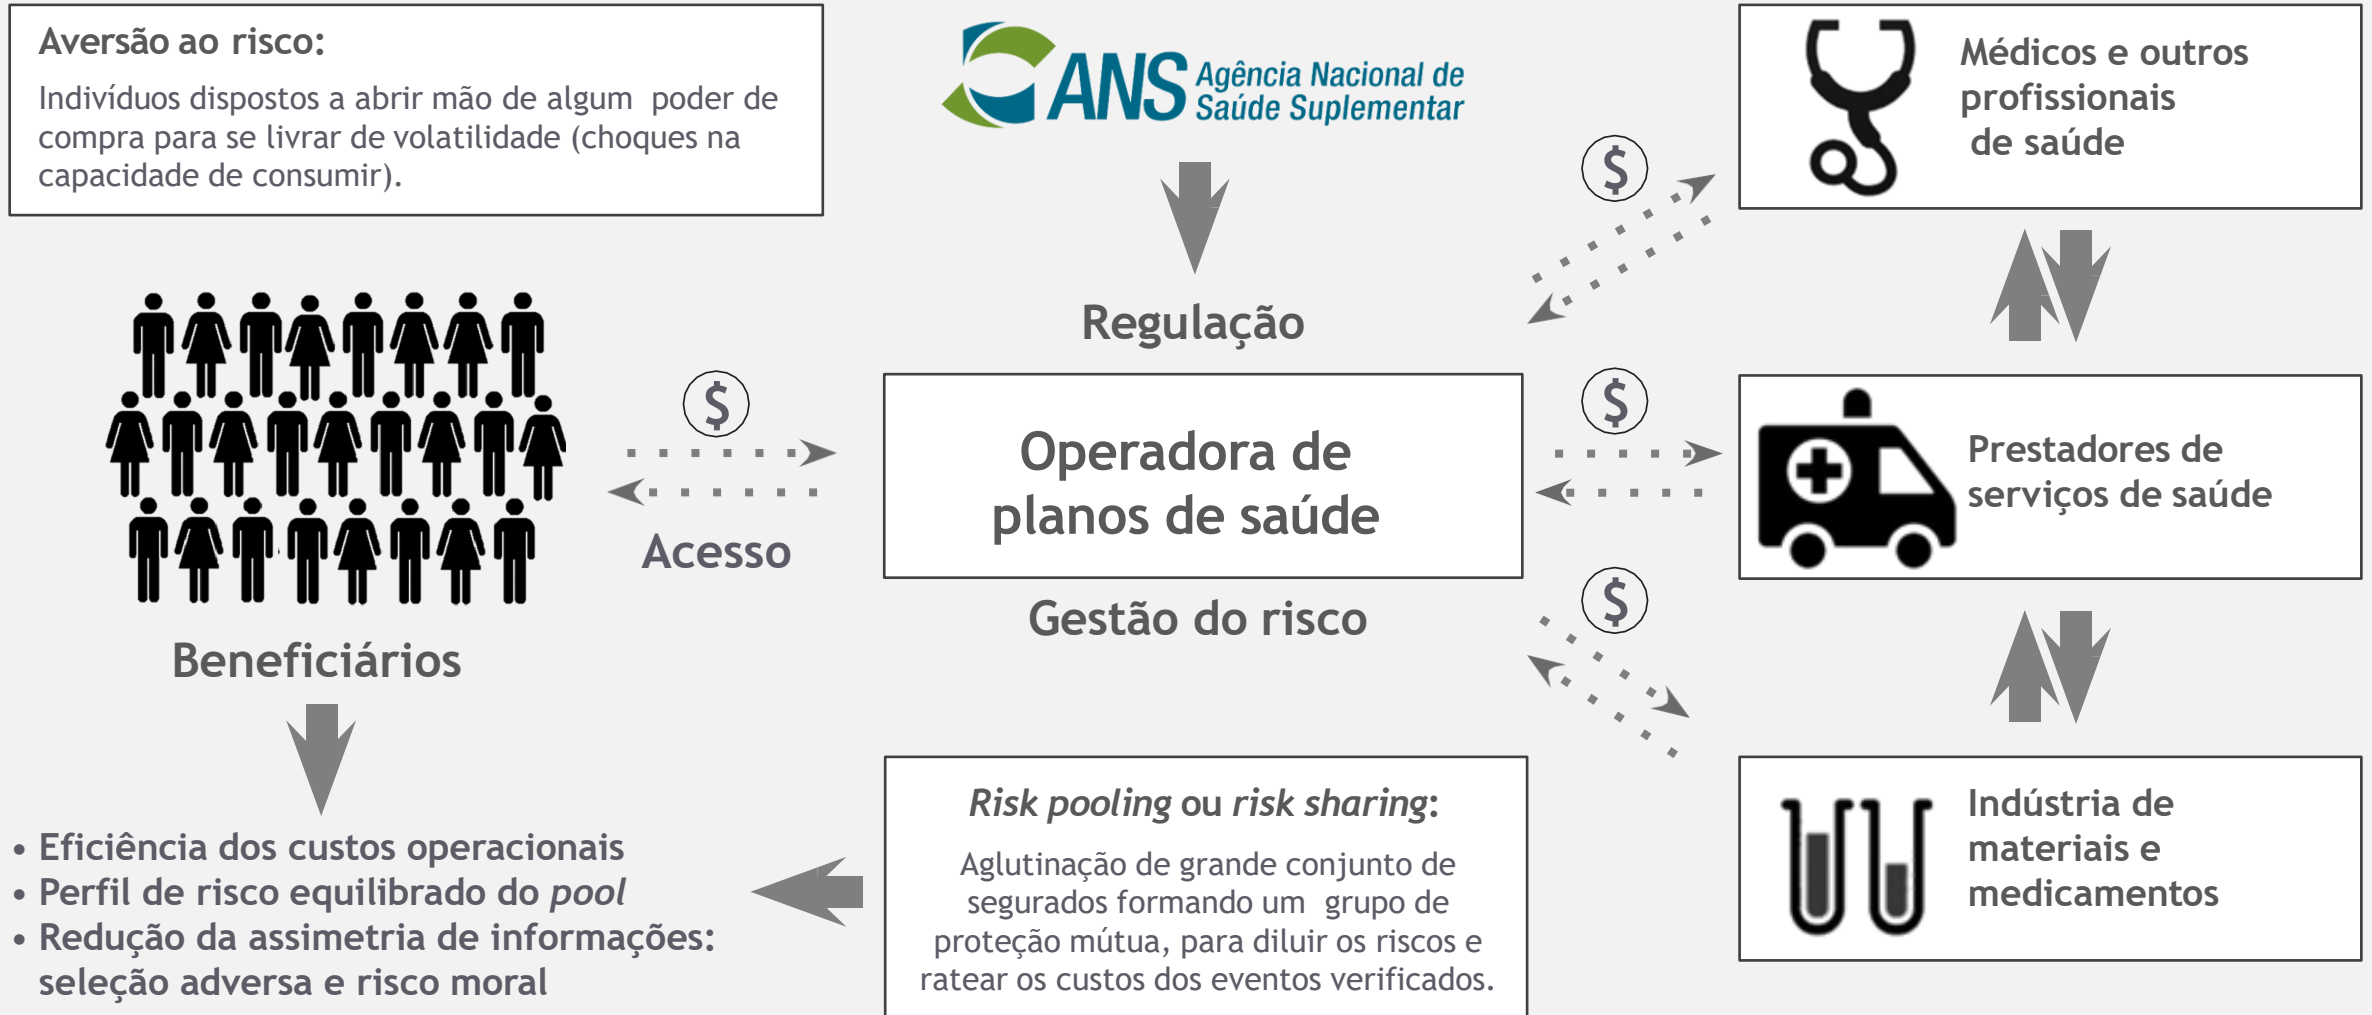 Aversão ao risco:
Indivíduos dispostos a abrir mão de algum poder de
compra para se livrar de volatilidade (choques na
capacidade de consumir).
ANS Agência Nacional de
Saúde Suplementar
Médicos e outros
profissionais
de saúde
$
Regulação
$
Operadora de
planos de saúde
$
Prestadores de
serviços de saúde
Acesso
Gestão do risco
$
Beneficiários
• Eficiência dos custos operacionais
• Perfil de risco equilibrado do pool
• Redução da assimetria de informações:
seleção adversa e risco moral
Risk pooling ou risk sharing:
Aglutinação de grande conjunto de
segurados formando um grupo de
proteção mútua, para diluir os riscos e
ratear os custos dos eventos verificados.
Indústria de
materiais e
medicamentos